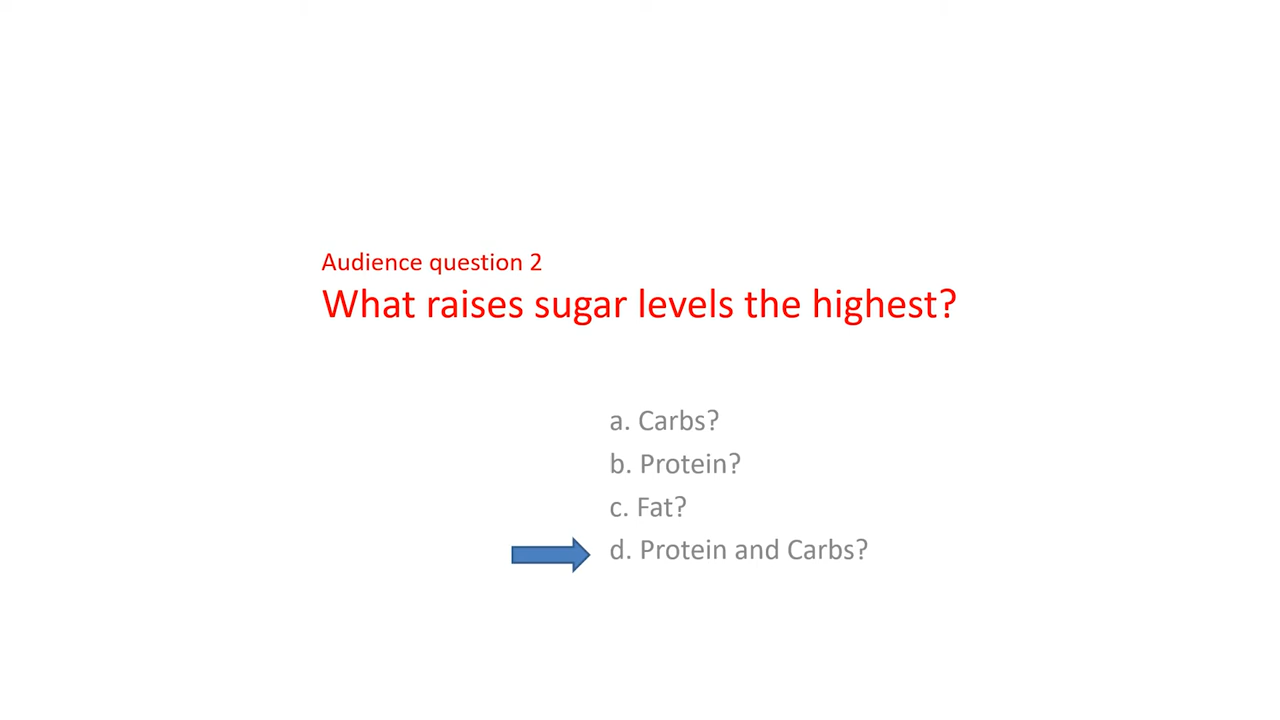 Audience question 2
What raises sugar levels the highest?
a. Carbs?
b. Protein?
c. Fat?
d. Protein and Carbs?